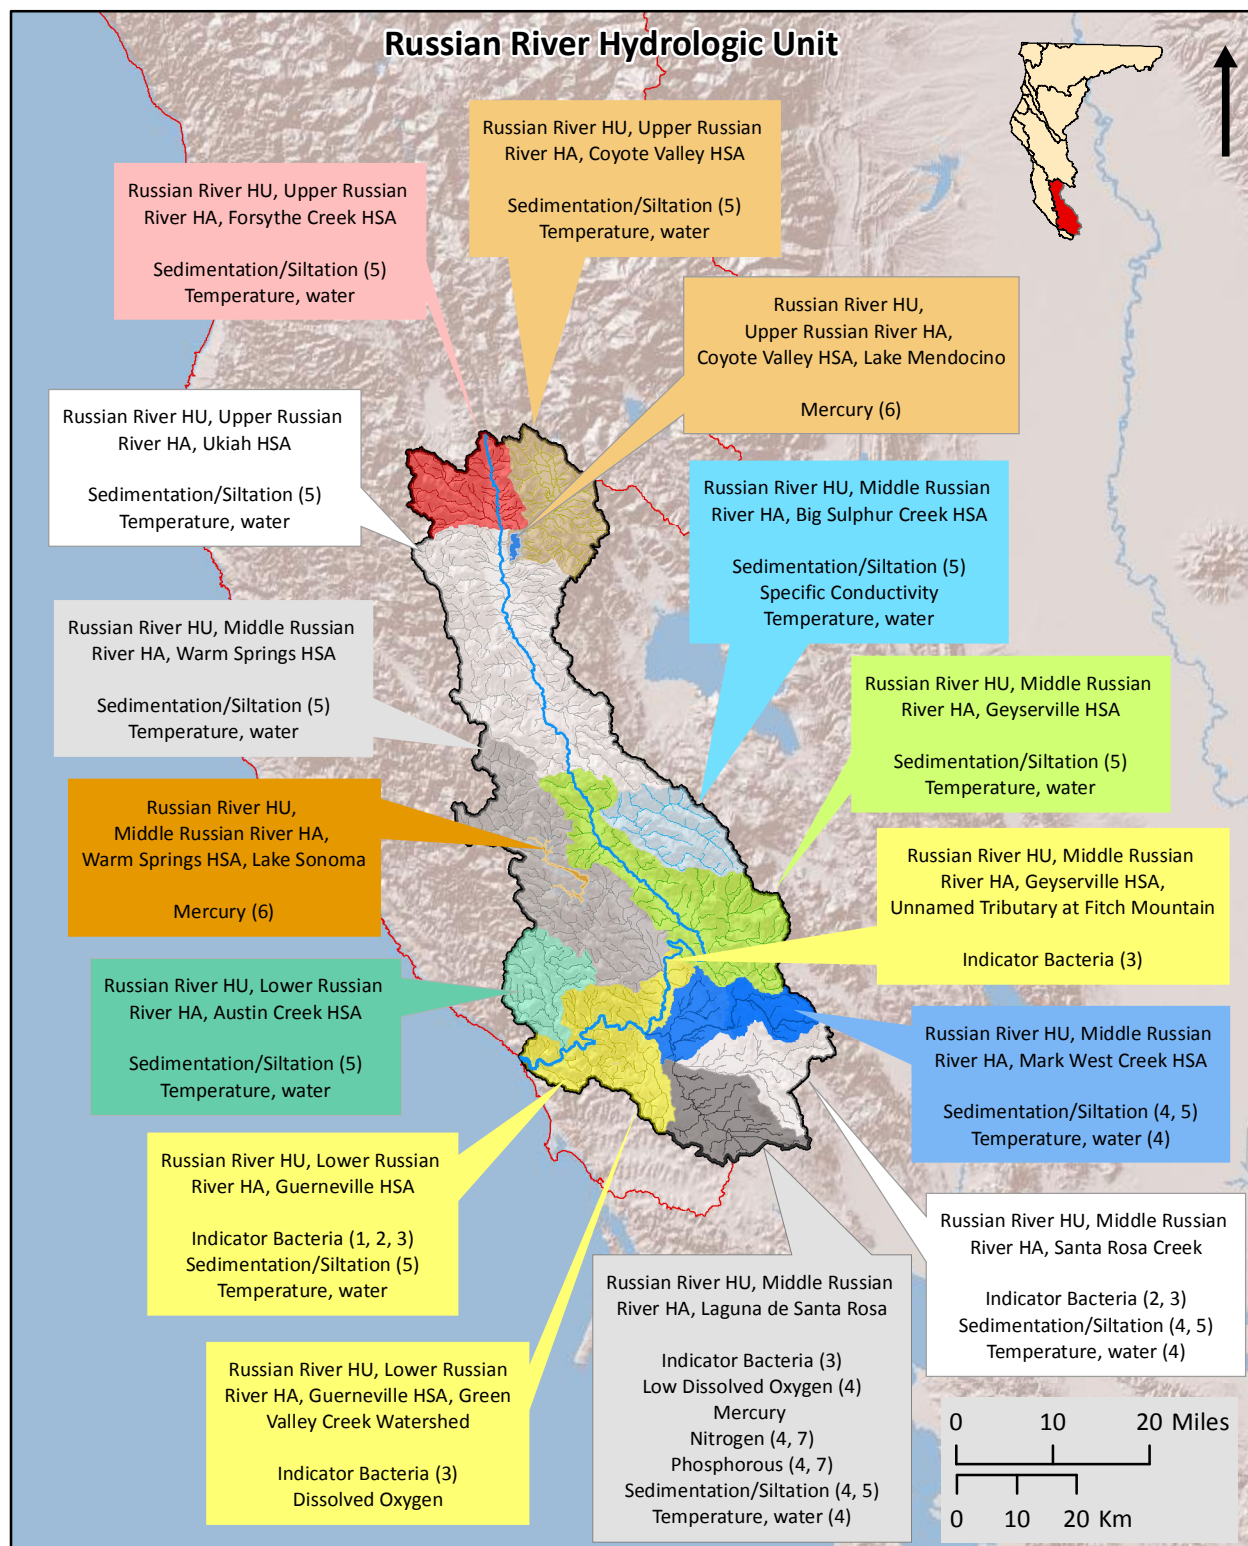 Russian River Hydrologic Unit
Russian River HU, Upper Russian
River HA, Coyote Valley HSA
Sedimentation/Siltation (5)
Temperature, water
Russian River HU, Upper Russian
River HA, Forsythe Creek HSA
Sedimentation/Siltation (5)
Temperature, water
Russian River HU,
Upper Russian River HA,
Coyote Valley HSA, Lake Mendocino
Mercury (6)
Russian River HU, Upper Russian
River HA, Ukiah HSA
Sedimentation/Siltation (5)
Temperature, water
Russian River HU, Middle Russian
River HA, Big Sulphur Creek HSA
Sedimentation/Siltation (5)
Specific Conductivity
Temperature, water
Russian River HU, Middle Russian
River HA, Warm Springs HSA
Sedimentation/Siltation (5)
Temperature, water
Russian River HU, Middle Russian
River HA, Geyserville HSA
Sedimentation/Siltation (5)
Temperature, water
Russian River HU,
Middle Russian River HA,
Warm Springs HSA, Lake Sonoma
Mercury (6)
Russian River HU, Middle Russian
River HA, Geyserville HSA,
Unnamed Tributary at Fitch Mountain
Indicator Bacteria (3)
Russian River HU, Lower Russian
River HA, Austin Creek HSA
Sedimentation/Siltation (5)
Temperature, water
Russian River HU, Middle Russian
River HA, Mark West Creek HSA
Sedimentation/Siltation (4, 5)
Temperature, water (4)
Russian River HU, Lower Russian
River HA, Guerneville HSA
Indicator Bacteria (1, 2, 3)
Sedimentation/Siltation (5)
Temperature, water
Russian River HU, Middle Russian
River HA, Santa Rosa Creek
Indicator Bacteria (2, 3)
Sedimentation/Siltation (4, 5)
Temperature, water (4)
Russian River HU, Middle Russian
River HA, Laguna de Santa Rosa
Indicator Bacteria (3)
Low Dissolved Oxygen (4)
Mercury
Nitrogen (4, 7)
Phosphorous (4, 7)
Sedimentation/Siltation (4, 5)
Temperature, water (4)
Russian River HU, Lower Russian
River HA, Guerneville HSA, Green
Valley Creek Watershed
Indicator Bacteria (3)
Dissolved Oxygen
0 10 20 Miles
0 10 20 Km